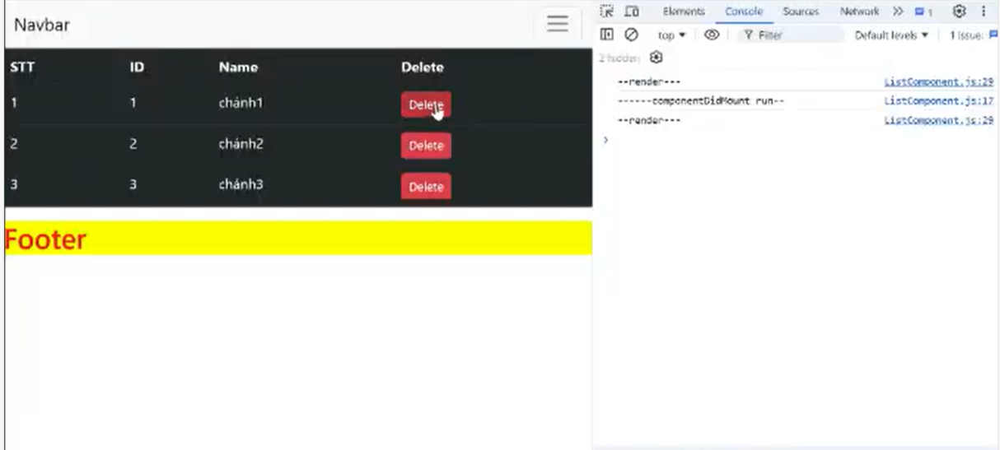 Navbar
STT ID Name Delete
1 1 chánh1 Delete
2 2 chánh2 Delete
3 3 chánh3 Delete
Footer
Elements Console Sources Network 1
top Filter Default levels 1 Issue:
2 hidden
--render--- ListComponent.js:29
------componentDidMount run-- ListComponent.js:17
--render--- ListComponent.js:29